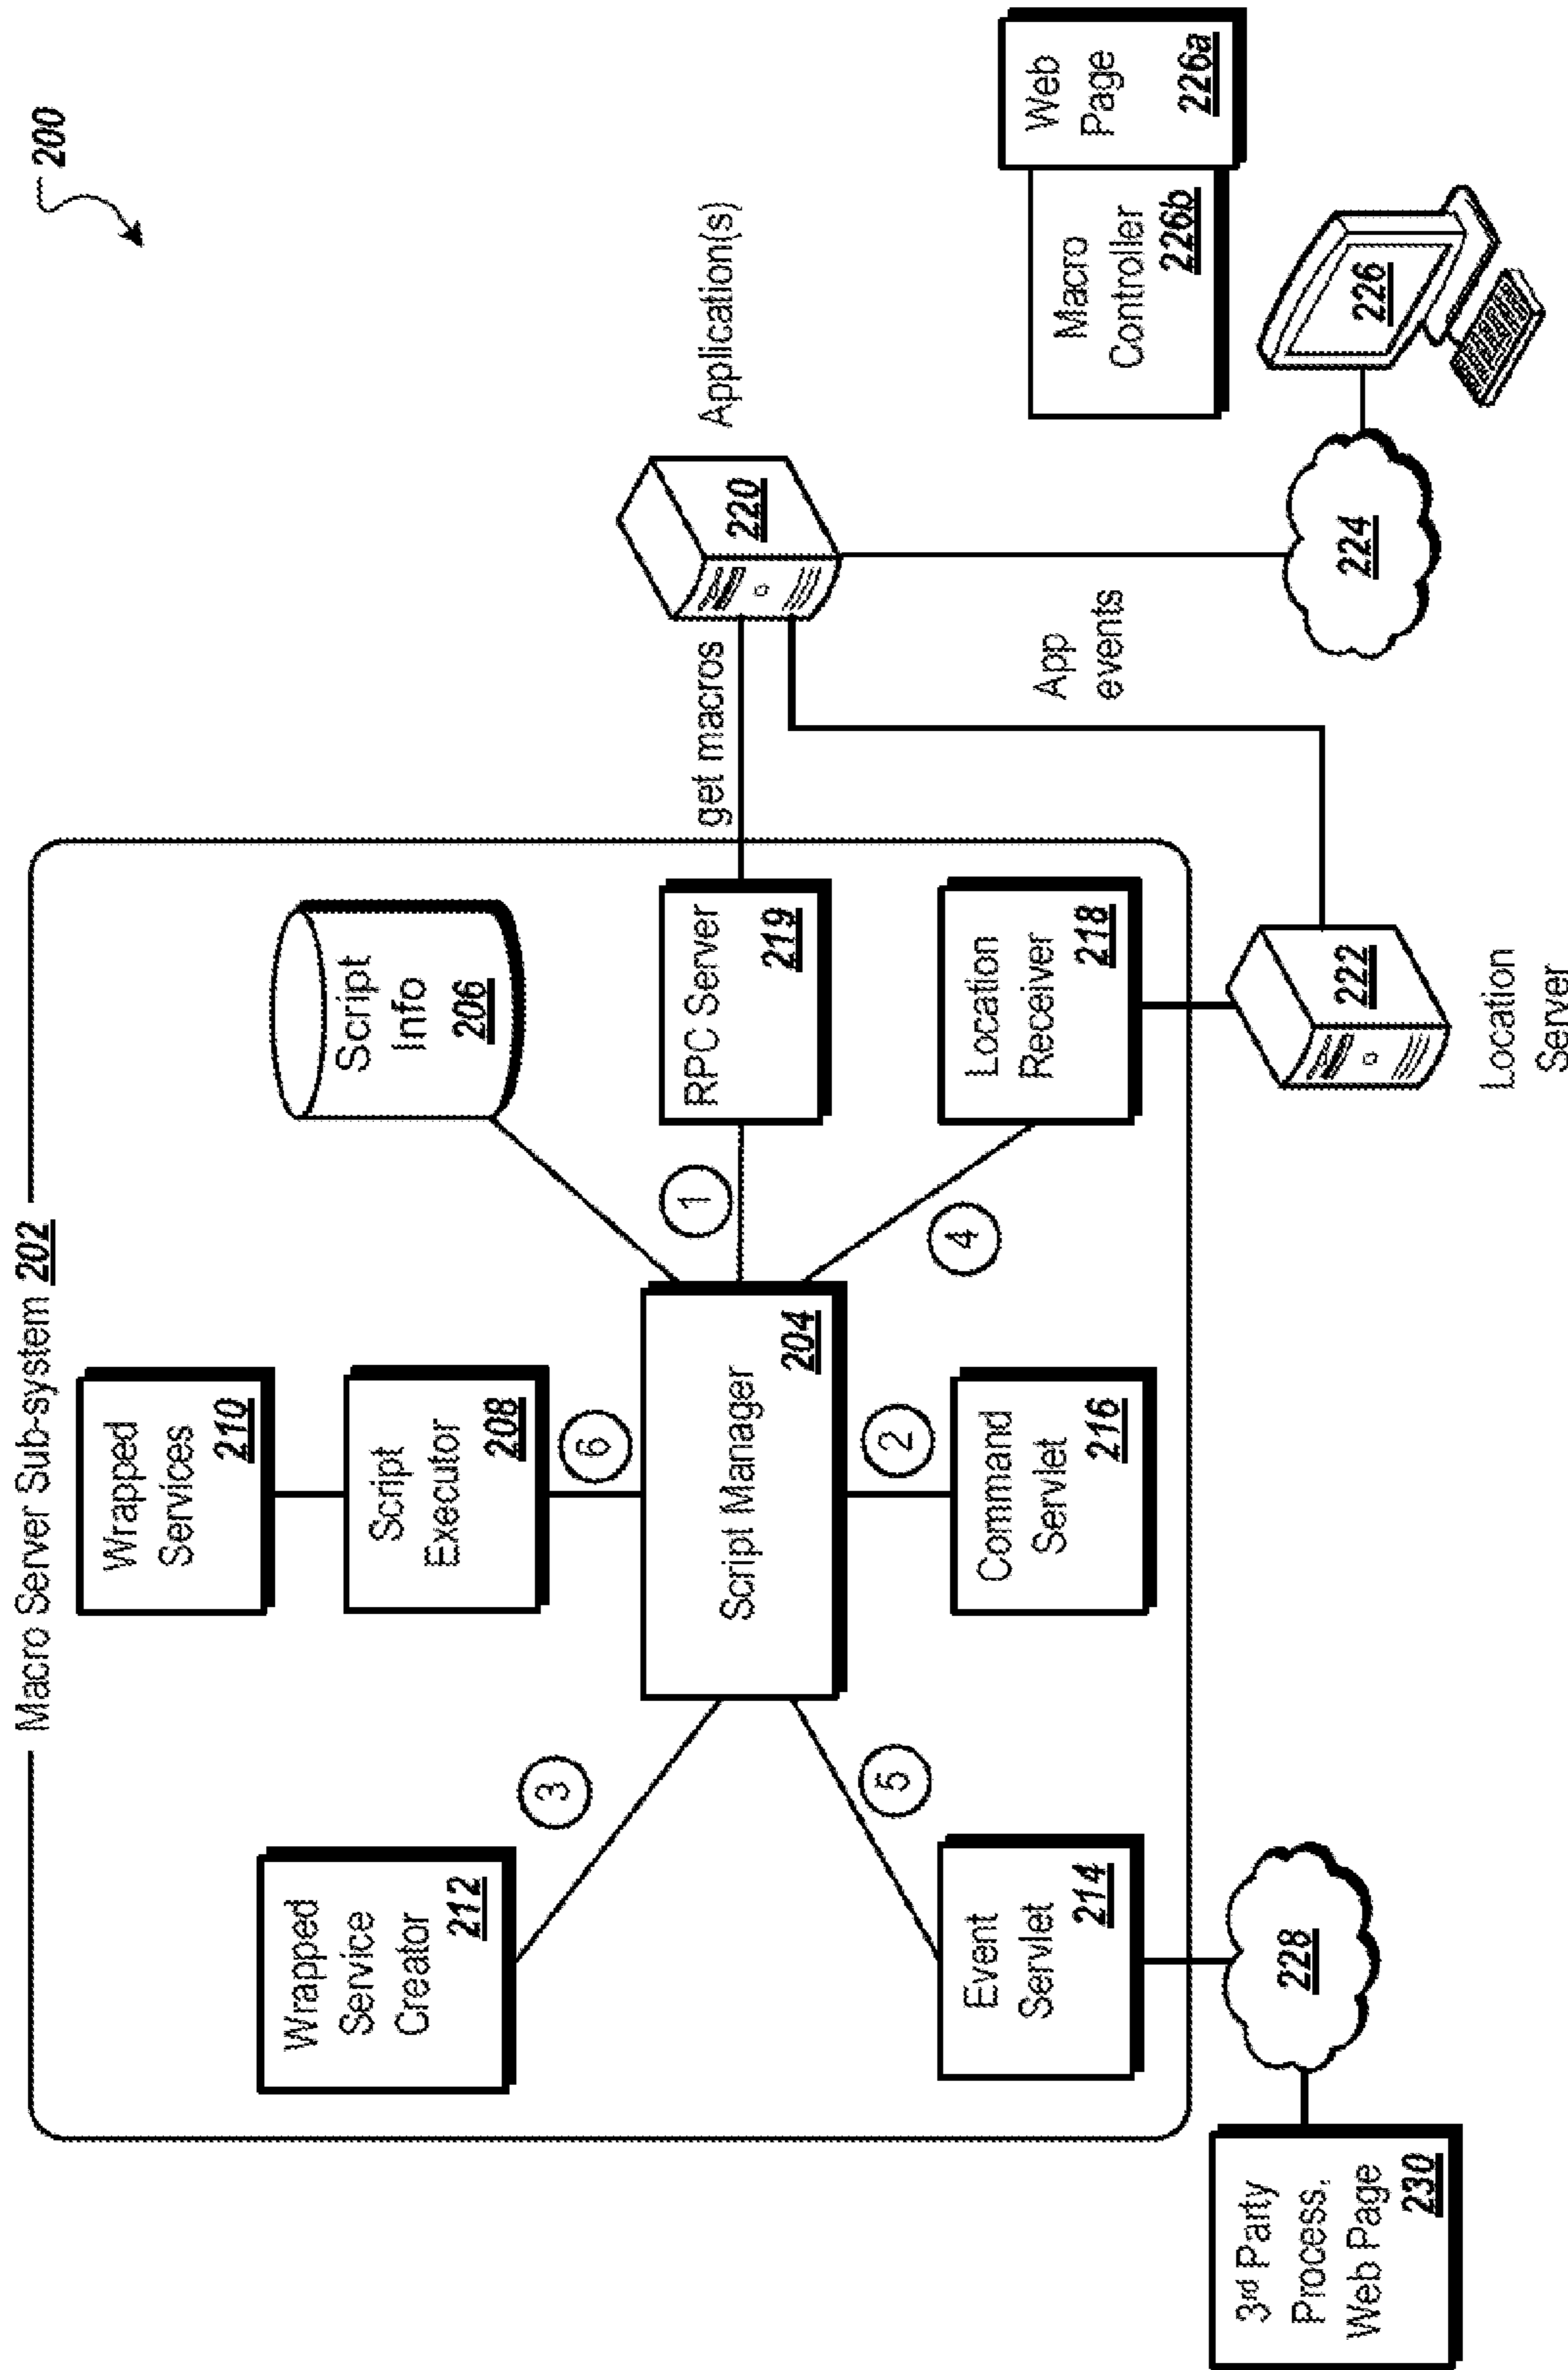 200
Macro Server Sub-system 202
Wrapped
Services
210
Script
Executor
208
Script
Info
206
Wrapped
Service
Creator
212
3
6
Script Manager
204
1
RPC Server
219
get macros
220
Application(s)
5
2
4
Event
Servlet
214
Command
Servlet
216
Location
Receiver
218
App
events
Macro
Controller
226b
Web
Page
226a
228
3rd Party
Process,
Web Page
230
222
Location
Server
224
226